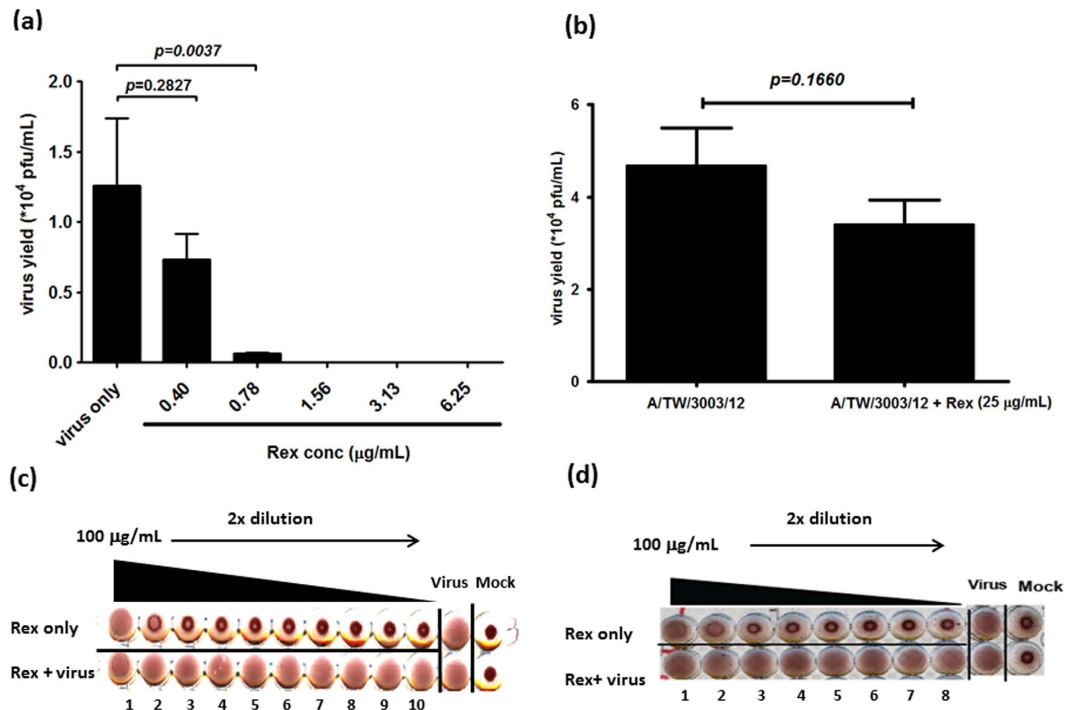 (a)
p=0.0037
p=0.2827
2.0
1.5
1.0
0.5
0.0
virus yield (*10⁴ pfu/mL)
virus only
0.40
0.78
1.56
3.13
6.25
Rex conc (µg/mL)
(b)
p=0.1660
6
4
2
0
virus yield (*10⁴ pfu/mL)
A/TW/3003/12
A/TW/3003/12 + Rex (25 µg/mL)
(c)
2x dilution
100 µg/mL
Virus
Mock
Rex only
Rex + virus
1 2 3 4 5 6 7 8 9 10
(d)
2x dilution
100 µg/mL
Virus
Mock
Rex only
Rex+ virus
1 2 3 4 5 6 7 8